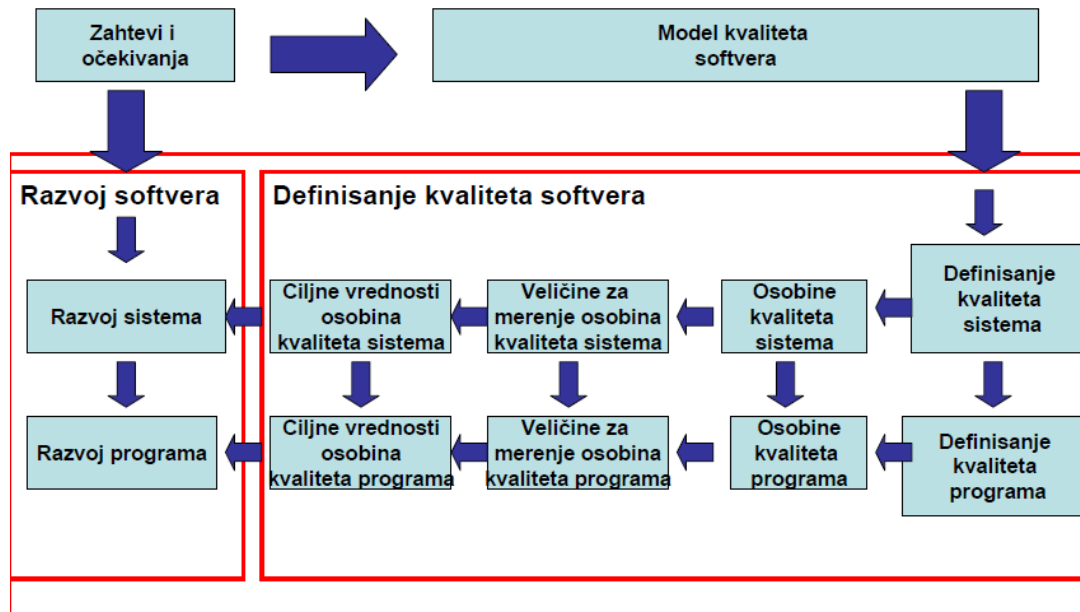 Zahtevi i
očekivanja
Model kvaliteta
softvera
Razvoj softvera
Definisanje kvaliteta softvera
Razvoj sistema
Ciljne vrednosti
osobina
kvaliteta sistema
Veličine za
merenje osobina
kvaliteta sistema
Osobine
kvaliteta
sistema
Definisanje
kvaliteta
sistema
Razvoj programa
Ciljne vrednosti
osobina
kvaliteta programa
Veličine za
merenje osobina
kvaliteta programa
Osobine
kvaliteta
programa
Definisanje
kvaliteta
programa